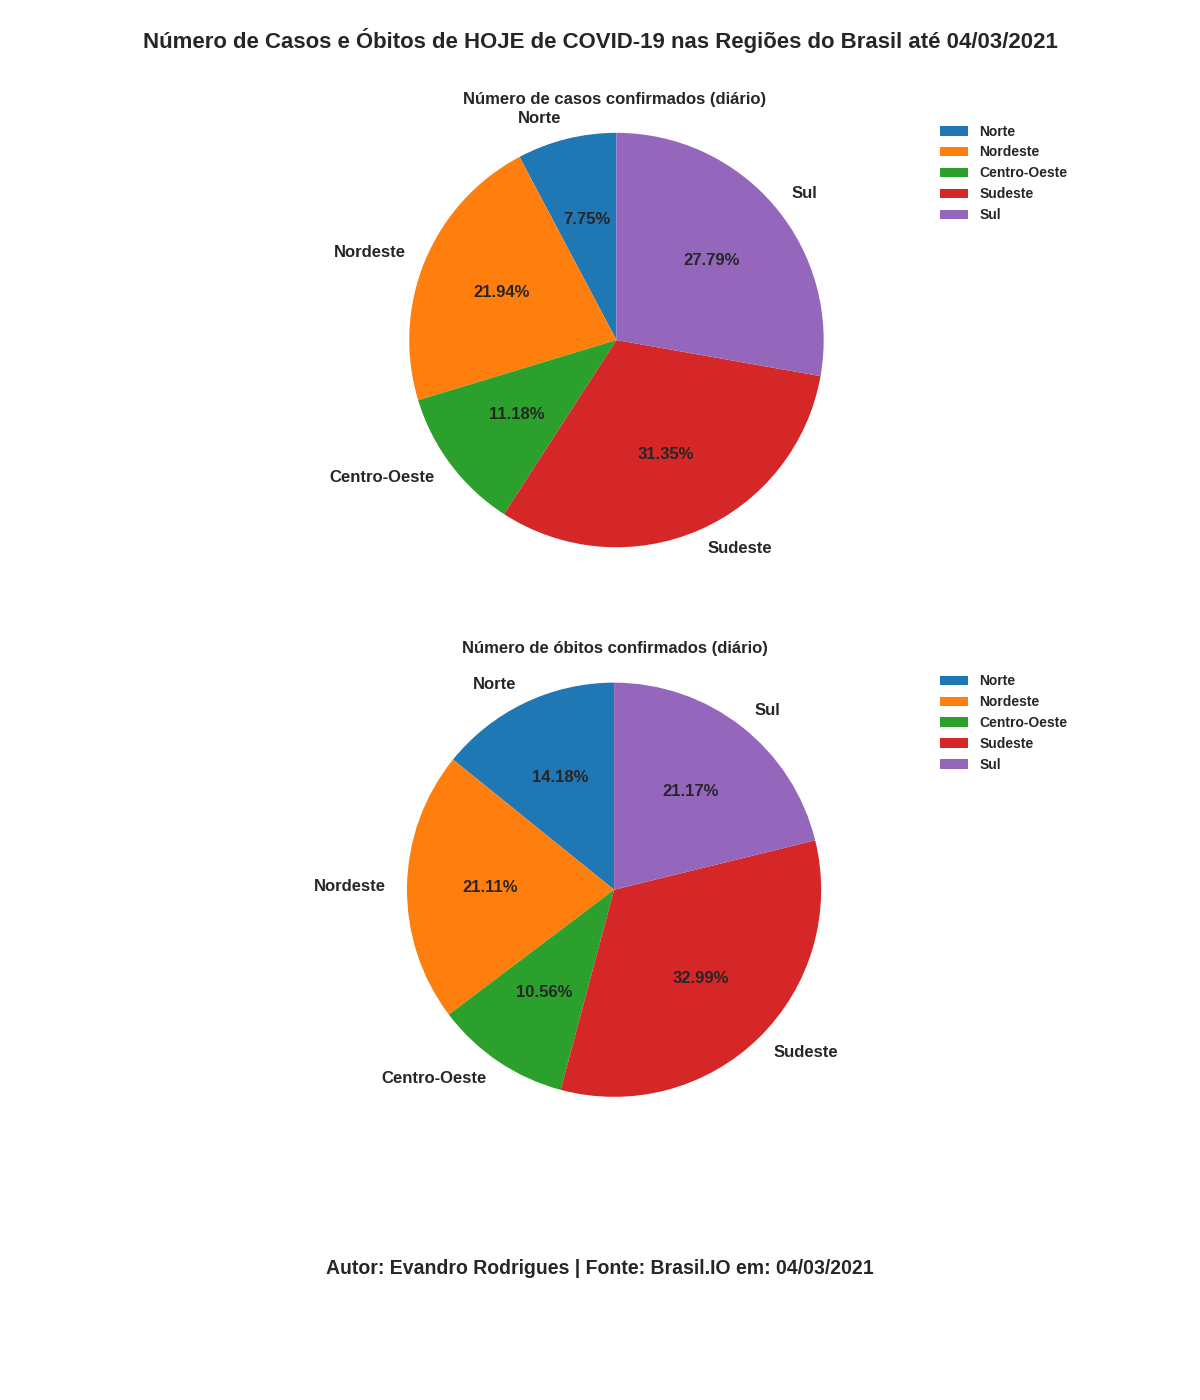 Número de Casos e Óbitos de HOJE de COVID-19 nas Regiões do Brasil até 04/03/2021
Número de casos confirmados (diário)
Norte
Nordeste
Centro-Oeste
Sudeste
Sul
7.75%
21.94%
11.18%
31.35%
27.79%
Norte
Nordeste
Centro-Oeste
Sudeste
Sul
Número de óbitos confirmados (diário)
Norte
Nordeste
Centro-Oeste
Sudeste
Sul
14.18%
21.11%
10.56%
32.99%
21.17%
Norte
Nordeste
Centro-Oeste
Sudeste
Sul
Autor: Evandro Rodrigues | Fonte: Brasil.IO em: 04/03/2021